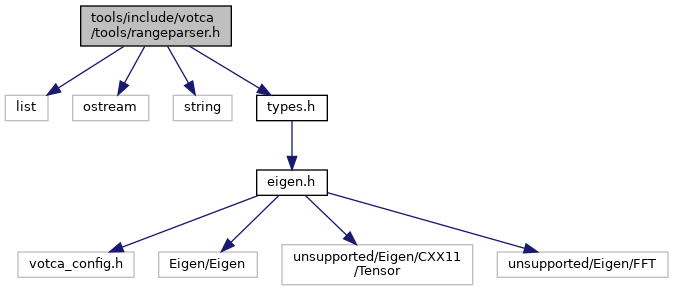 tools/include/votca
/tools/rangeparser.h
list
ostream
string
types.h
eigen.h
votca_config.h
Eigen/Eigen
unsupported/Eigen/CXX11
/Tensor
unsupported/Eigen/FFT